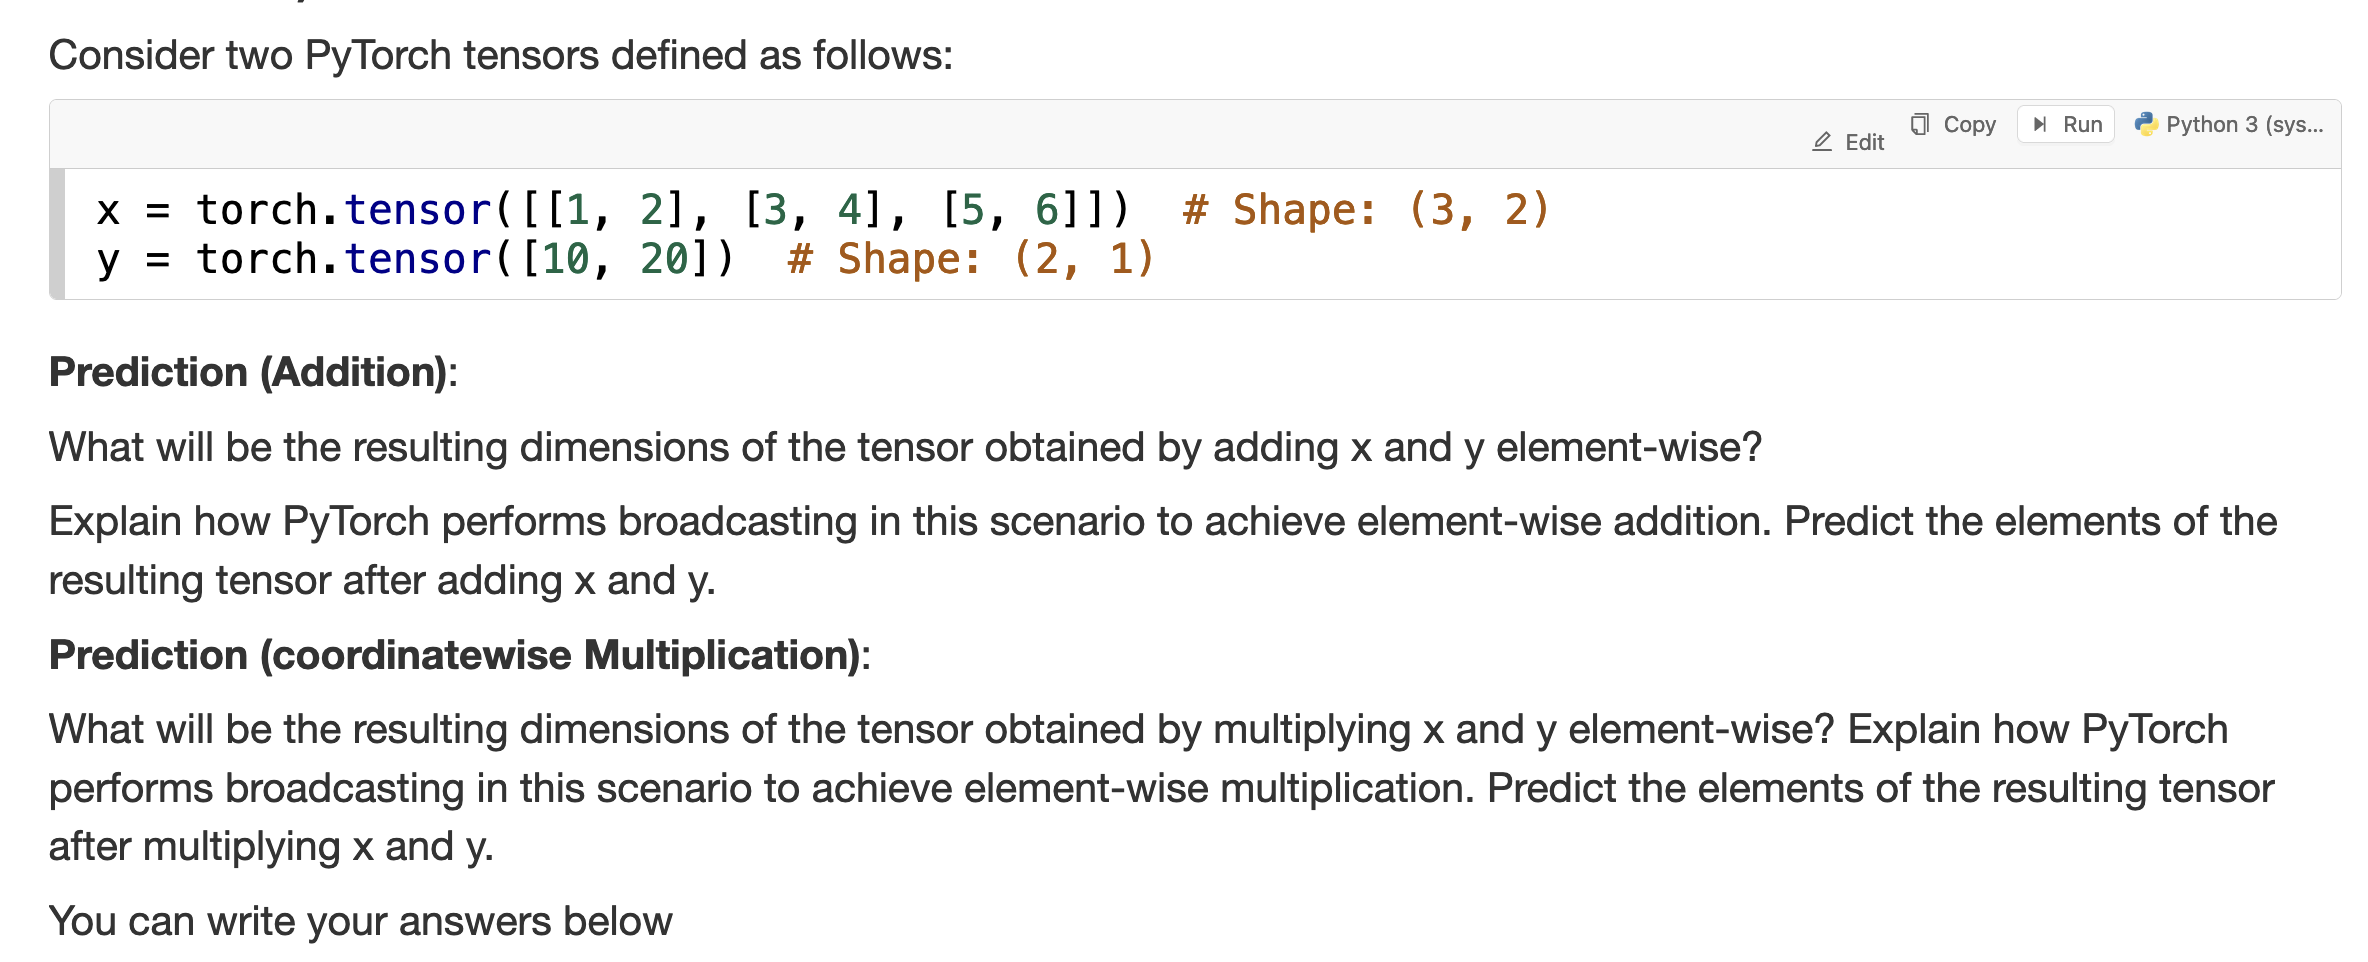 Consider two PyTorch tensors defined as follows:
Edit Copy Run Python 3 (sys...
x = torch.tensor([[1, 2], [3, 4], [5, 6]])  # Shape: (3, 2)
y = torch.tensor([10, 20])  # Shape: (2, 1)
Prediction (Addition):
What will be the resulting dimensions of the tensor obtained by adding x and y element-wise?
Explain how PyTorch performs broadcasting in this scenario to achieve element-wise addition. Predict the elements of the
resulting tensor after adding x and y.
Prediction (coordinatewise Multiplication):
What will be the resulting dimensions of the tensor obtained by multiplying x and y element-wise? Explain how PyTorch
performs broadcasting in this scenario to achieve element-wise multiplication. Predict the elements of the resulting tensor
after multiplying x and y.
You can write your answers below